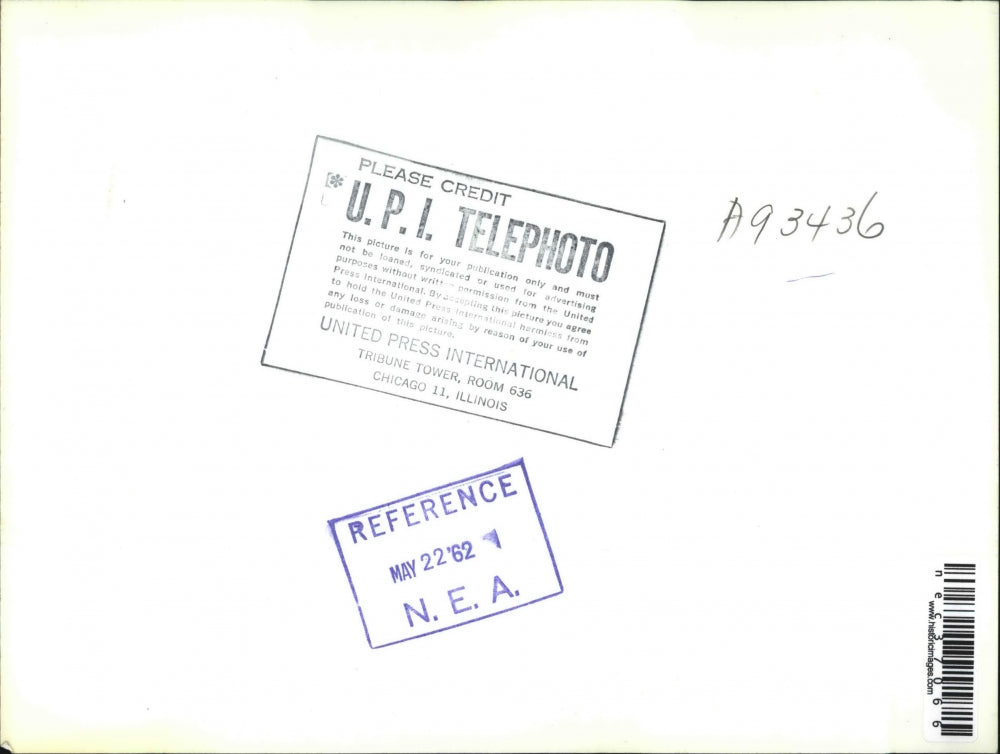 PLEASE CREDIT
U. P. I. TELEPHOTO
This picture is for your publication only and must
not be loaned, syndicated or used for advertising
purposes without written permission from the United
Press International. By accepting this picture you agree
to hold the United Press International harmless from
any loss or damage arising by reason of your use of
publication of this picture.
UNITED PRESS INTERNATIONAL
TRIBUNE TOWER, ROOM 636
CHICAGO 11, ILLINOIS
A93436
REFERENCE
MAY 22 '62
N. E. A.
nec37066
www.historicimages.com